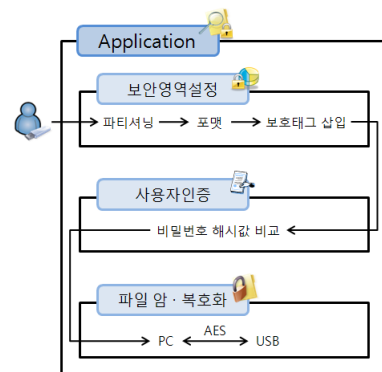 Application
보안영역설정
파티셔닝 포맷 보호태그 삽입
사용자인증
비밀번호 해시값 비교
파일 암 · 복호화
AES
PC USB